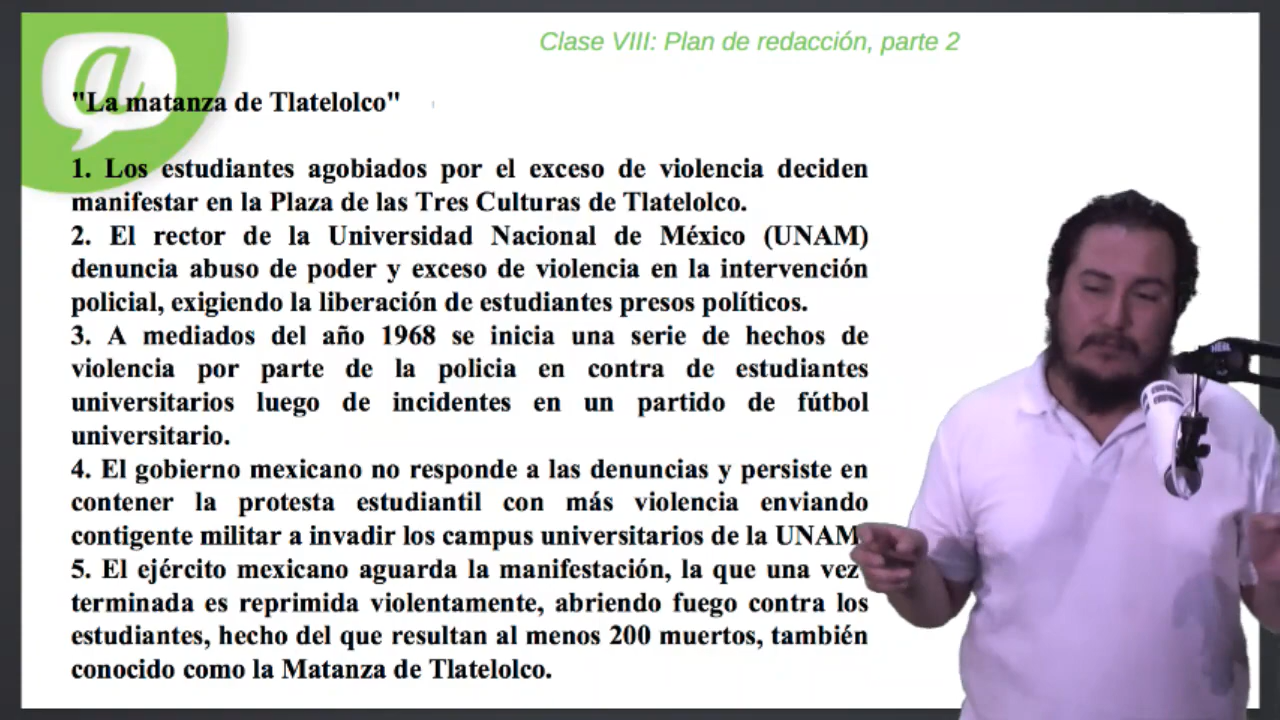 Clase VIII: Plan de redacción, parte 2
a
"La matanza de Tlatelolco"
1. Los estudiantes agobiados por el exceso de violencia deciden
manifestar en la Plaza de las Tres Culturas de Tlatelolco.
2. El rector de la Universidad Nacional de México (UNAM)
denuncia abuso de poder y exceso de violencia en la intervención
policial, exigiendo la liberación de estudiantes presos políticos.
3. A mediados del año 1968 se inicia una serie de hechos de
violencia por parte de la policia en contra de estudiantes
universitarios luego de incidentes en un partido de fútbol
universitario.
4. El gobierno mexicano no responde a las denuncias y persiste en
contener la protesta estudiantil con más violencia enviando
contigente militar a invadir los campus universitarios de la UNAM
5. El ejército mexicano aguarda la manifestación, la que una vez
terminada es reprimida violentamente, abriendo fuego contra los
estudiantes, hecho del que resultan al menos 200 muertos, también
conocido como la Matanza de Tlatelolco.